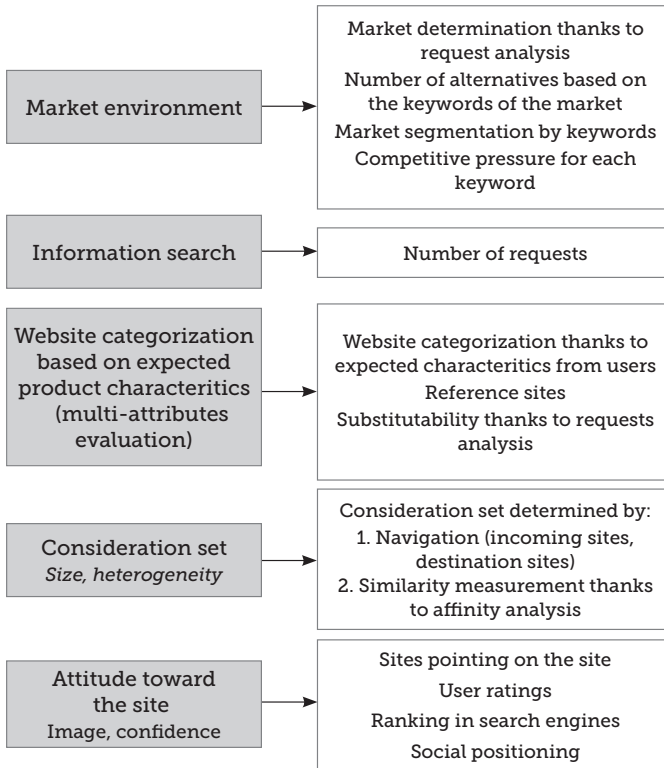 Market environment
Market determination thanks to
request analysis
Number of alternatives based on
the keywords of the market
Market segmentation by keywords
Competitive pressure for each
keyword
Information search
Number of requests
Website categorization
based on expected
product characteritics
(multi-attributes
evaluation)
Website categorization thanks to
expected characteritics from users
Reference sites
Substitutability thanks to requests
analysis
Consideration set
Size, heterogeneity
Consideration set determined by:
1. Navigation (incoming sites,
destination sites)
2. Similarity measurement thanks
to affinity analysis
Attitude toward
the site
Image, confidence
Sites pointing on the site
User ratings
Ranking in search engines
Social positioning